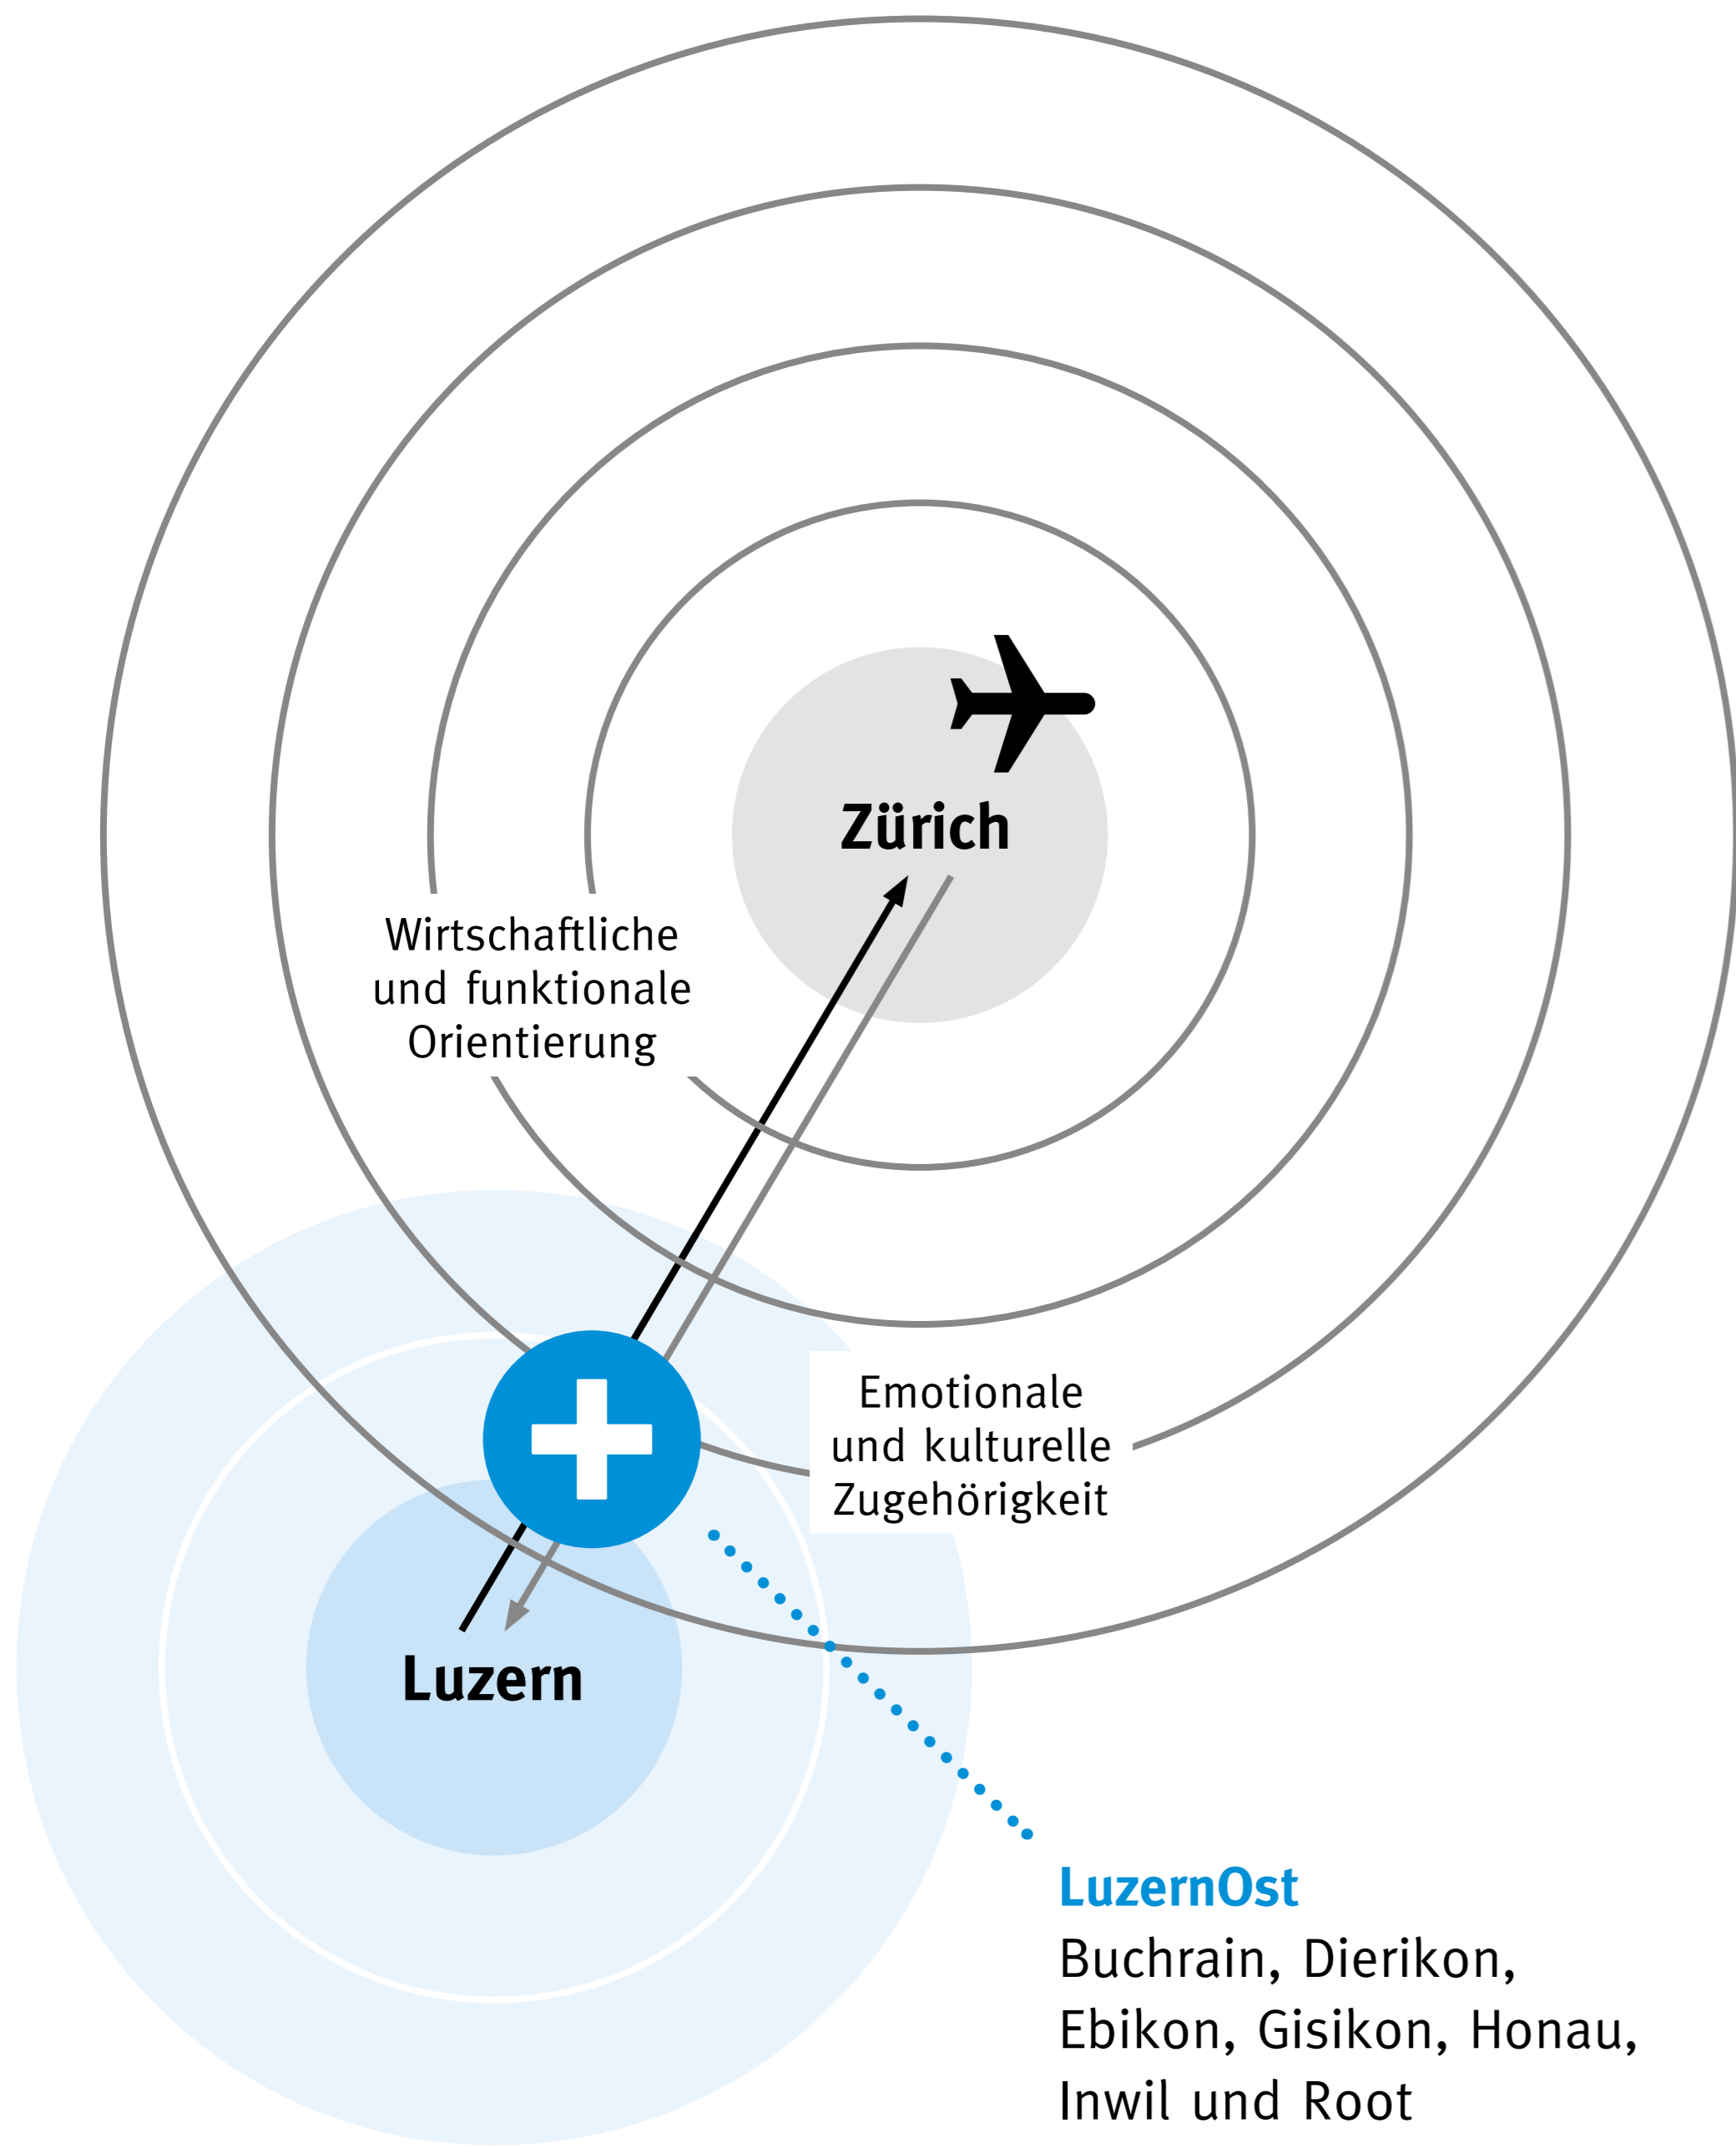 Zürich
Wirtschaftliche
und funktionale
Orientierung
Emotionale
und kulturelle
Zugehörigkeit
Luzern
LuzernOst
Buchrain, Dierikon,
Ebikon, Gisikon, Honau,
Inwil und Root